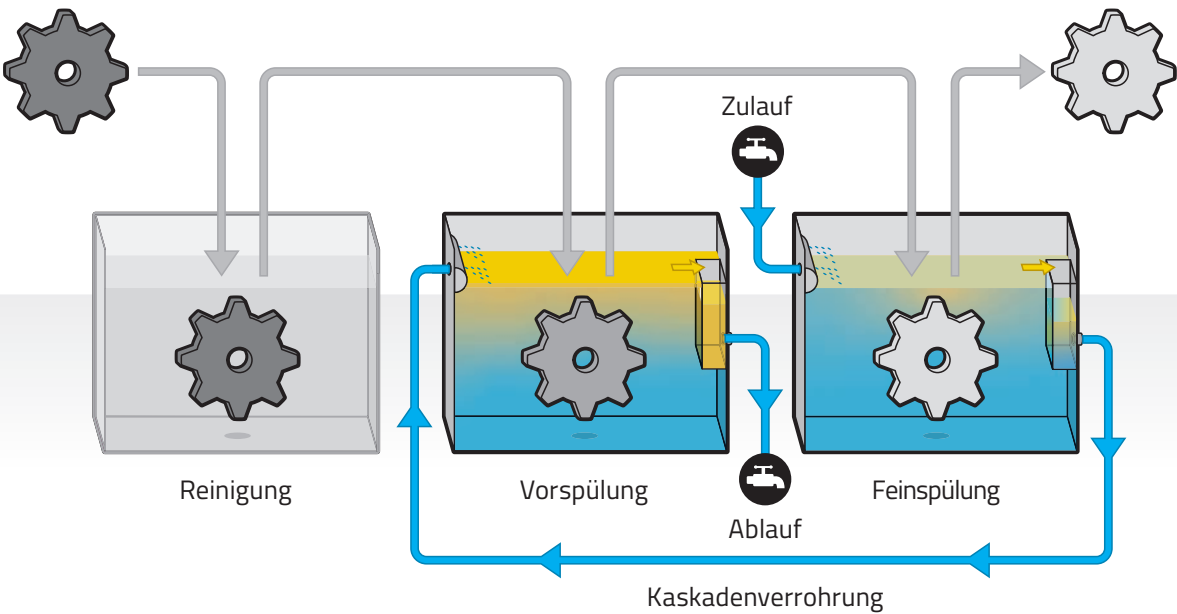 Zulauf
Reinigung
Vorspülung
Feinspülung
Ablauf
Kaskadenverrohrung